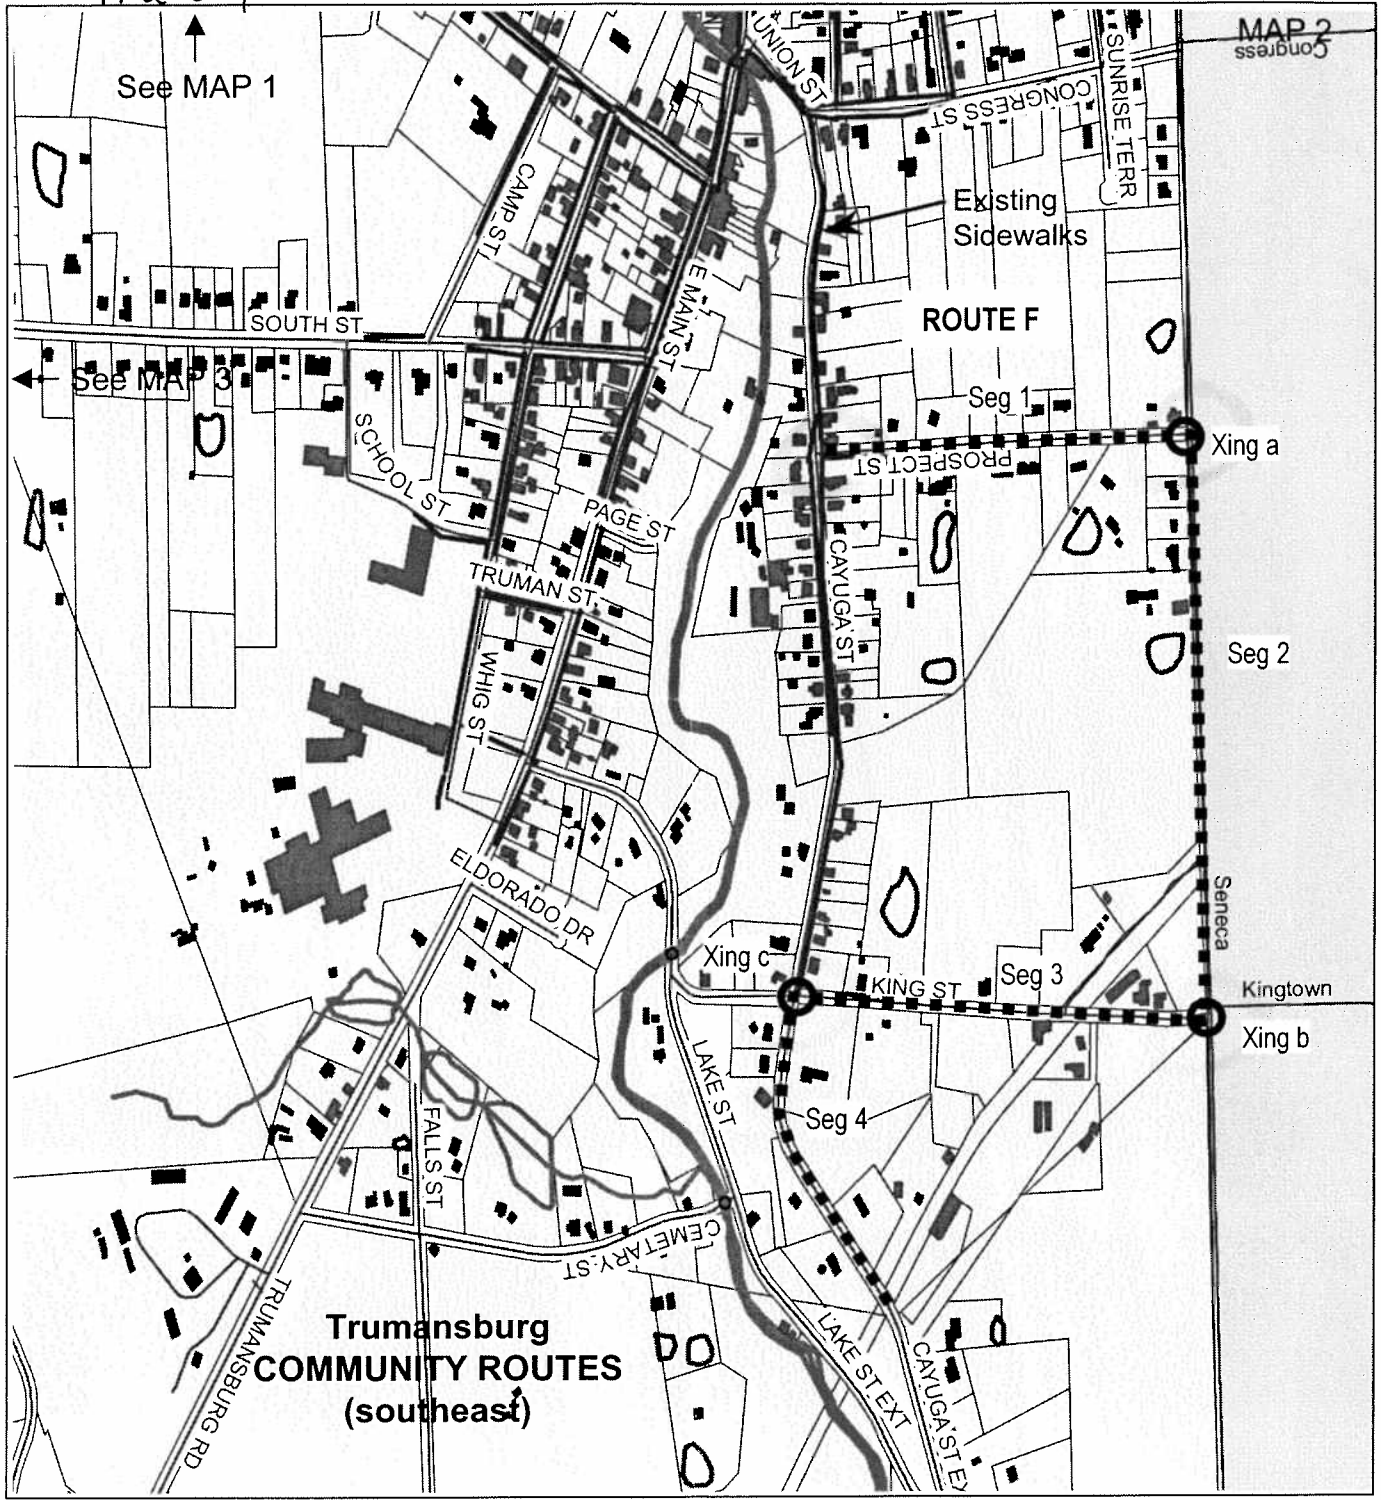 MAP 2
Congress
See MAP 1
UNION ST
CONGRESS ST
SUNRISE TERR
CAMP ST
Existing
Sidewalks
E MAIN ST
SOUTH ST
ROUTE F
See MAP 3
Seg 1
SCHOOL ST
PROSPECT ST
Xing a
PAGE ST
TRUMAN ST
CAYUGA ST
Seg 2
WHIG ST
ELDORADO DR
Seneca
Xing c
KING ST
Seg 3
Kingtown
Xing b
LAKE ST
Seg 4
FALLS ST
CEMETARY ST
TRUMANSBURG RD
Trumansburg
COMMUNITY ROUTES
(southeast)
LAKE ST EXT
CAYUGA ST EX